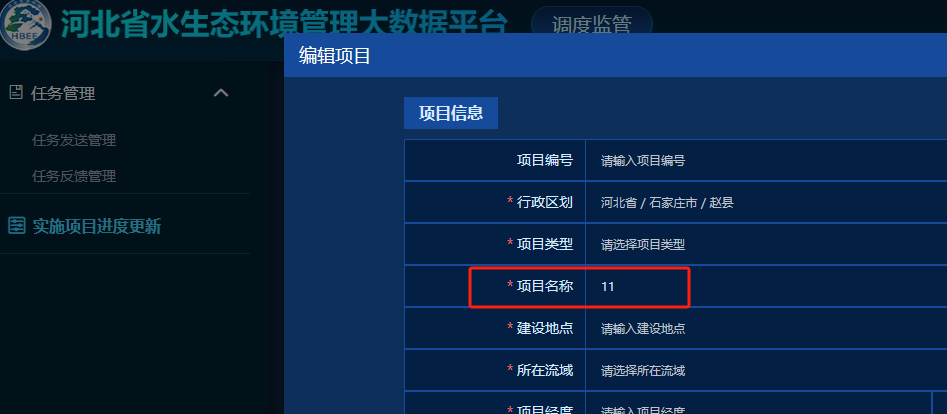 HBEE
河北省水生态环境管理大数据平台
调度监管
任务管理
任务发送管理
任务反馈管理
实施项目进度更新
编辑项目
项目信息
项目编号 请输入项目编号
* 行政区划 河北省 / 石家庄市 / 赵县
* 项目类型 请选择项目类型
* 项目名称 11
* 建设地点 请输入建设地点
* 所在流域 请选择所在流域
* 项目经度 请输入项目经度